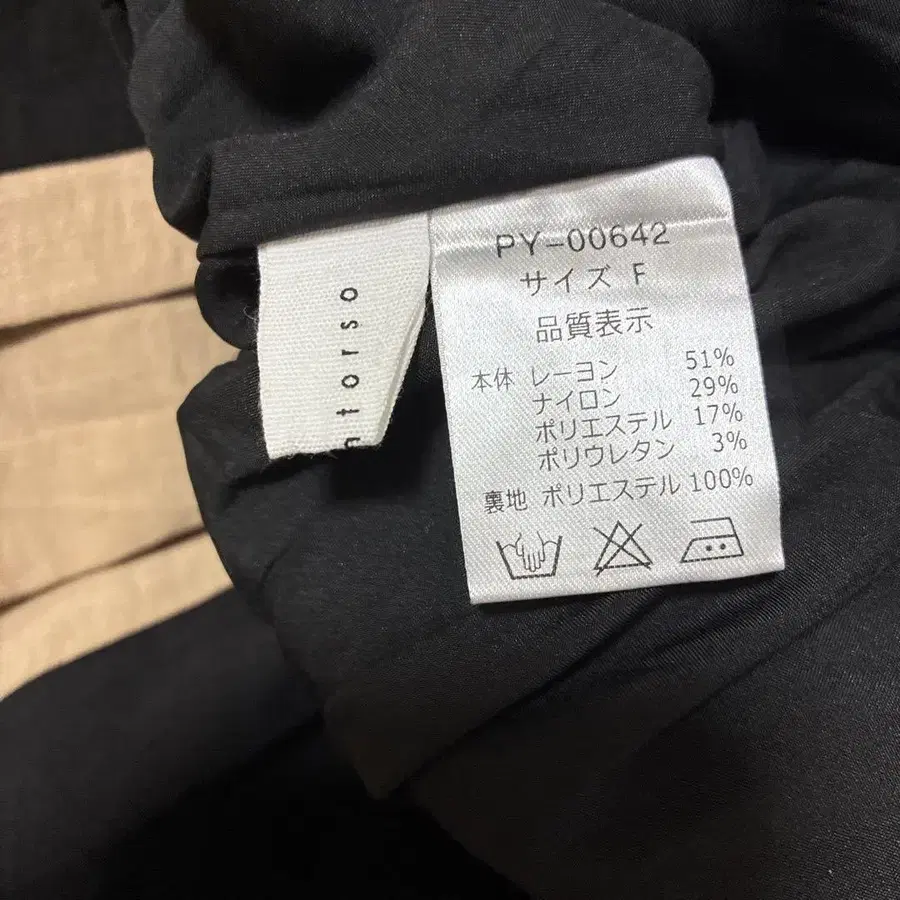 ntorso
PY-00642
サイズ F
品質表示
本体 レーヨン 51%
ナイロン 29%
ポリエステル 17%
ポリウレタン 3%
裏地 ポリエステル 100%